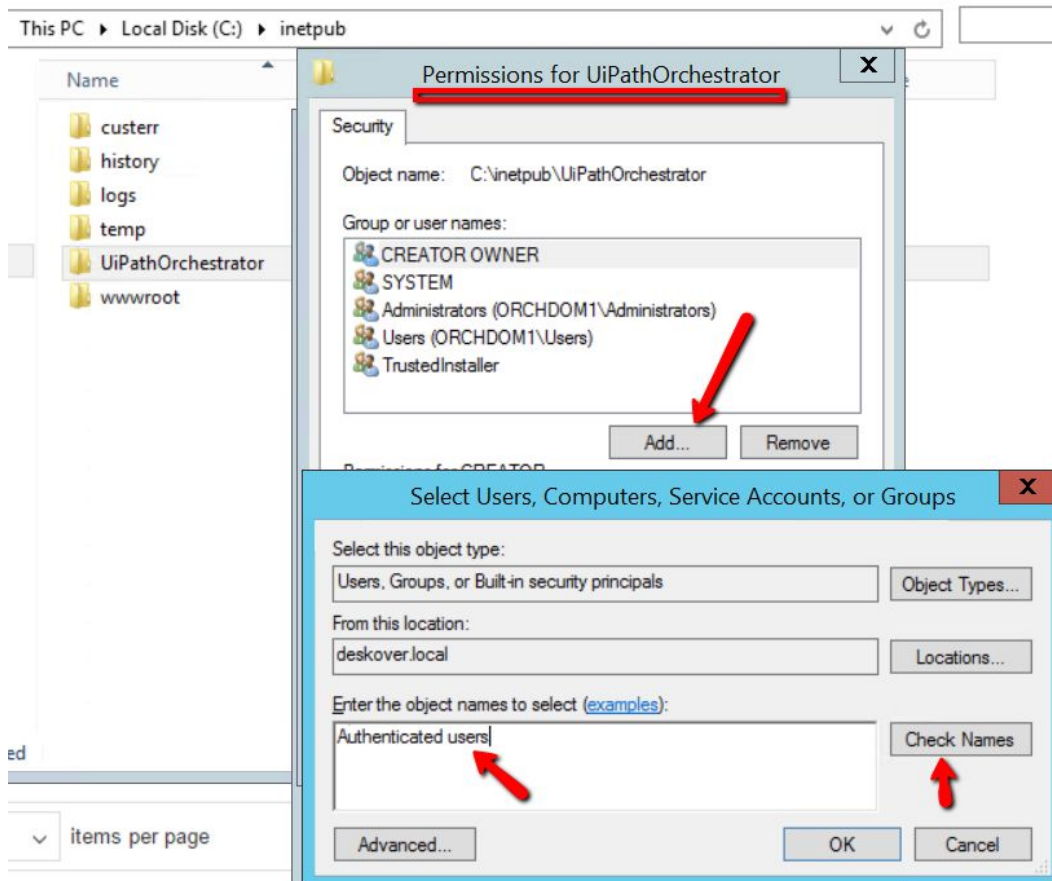 This PC Local Disk (C:) inetpub
Name
custerr
history
logs
temp
UiPathOrchestrator
wwwroot
Permissions for UiPathOrchestrator
X
Security
Object name: C:\inetpub\UiPathOrchestrator
Group or user names:
CREATOR OWNER
SYSTEM
Administrators (ORCHDOM1\Administrators)
Users (ORCHDOM1\Users)
TrustedInstaller
Add... Remove
Permissions for CREATOR
Select Users, Computers, Service Accounts, or Groups
X
Select this object type:
Users, Groups, or Built-in security principals
Object Types...
From this location:
deskover.local
Locations...
Enter the object names to select (examples):
Authenticated users
Check Names
Advanced... OK Cancel
ed
items per page